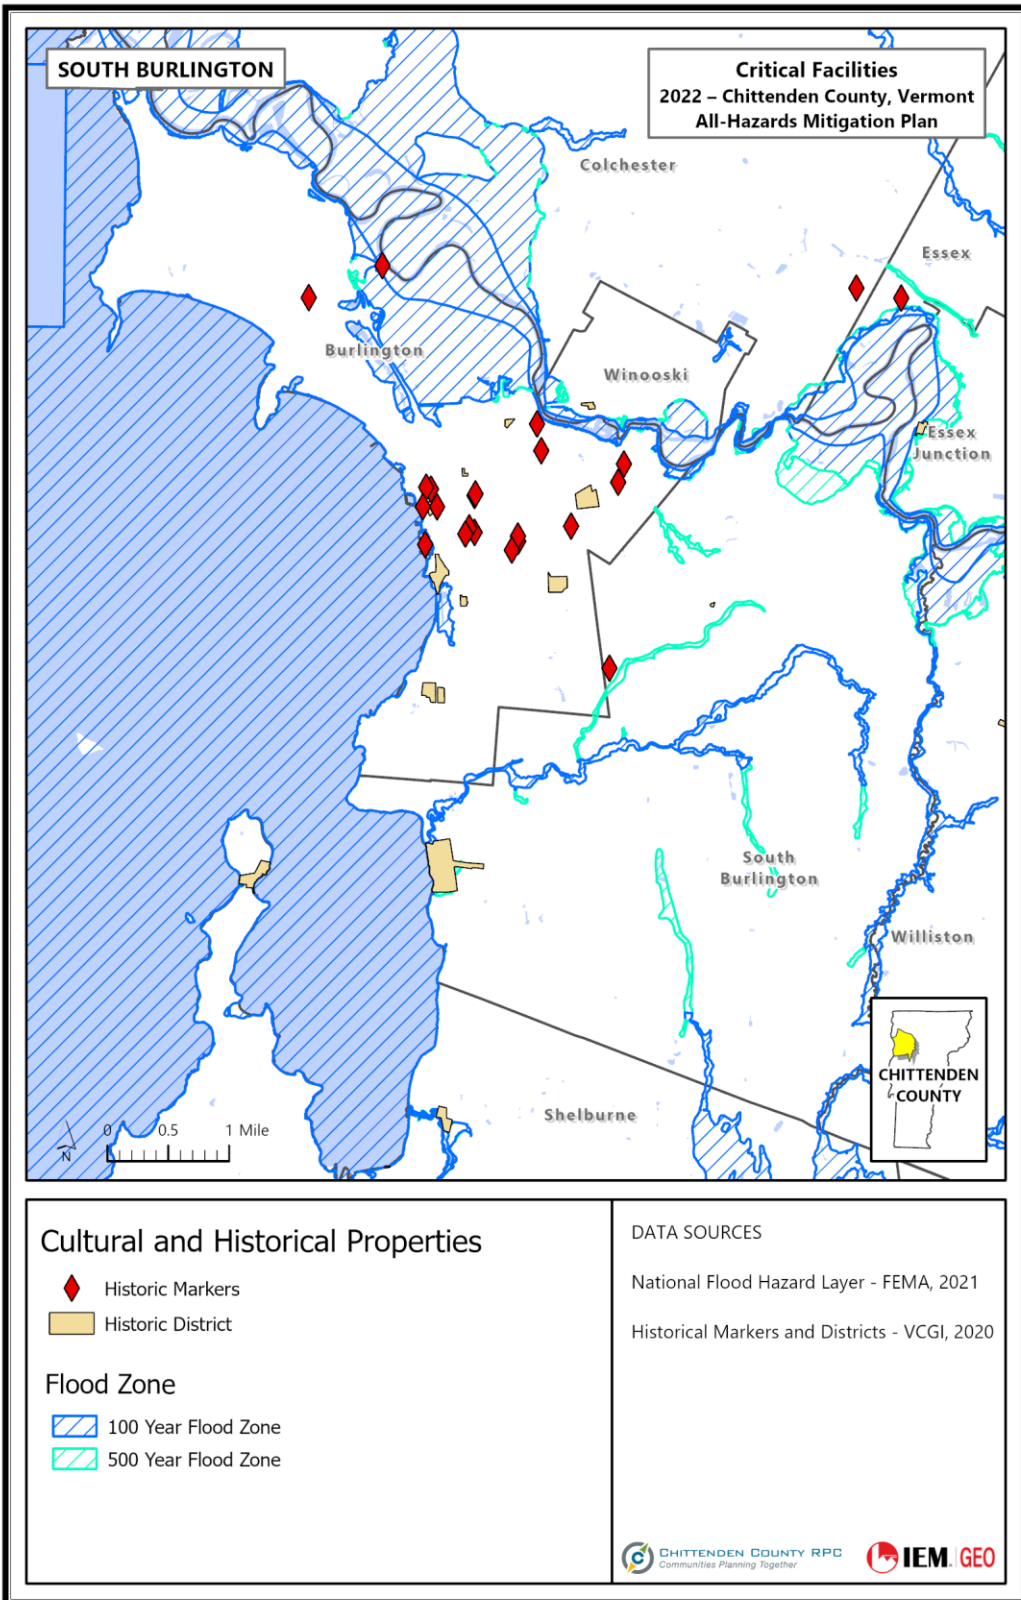 SOUTH BURLINGTON
Critical Facilities
2022 – Chittenden County, Vermont
All-Hazards Mitigation Plan
Colchester
Essex
Burlington
Winooski
Essex
Junction
South
Burlington
Williston
CHITTENDEN
COUNTY
Shelburne
0 0.5 1 Mile
N
Cultural and Historical Properties
Historic Markers
Historic District
Flood Zone
100 Year Flood Zone
500 Year Flood Zone
DATA SOURCES
National Flood Hazard Layer - FEMA, 2021
Historical Markers and Districts - VCGI, 2020
C
CHITTENDEN COUNTY RPC
Communities Planning Together
IEM GEO